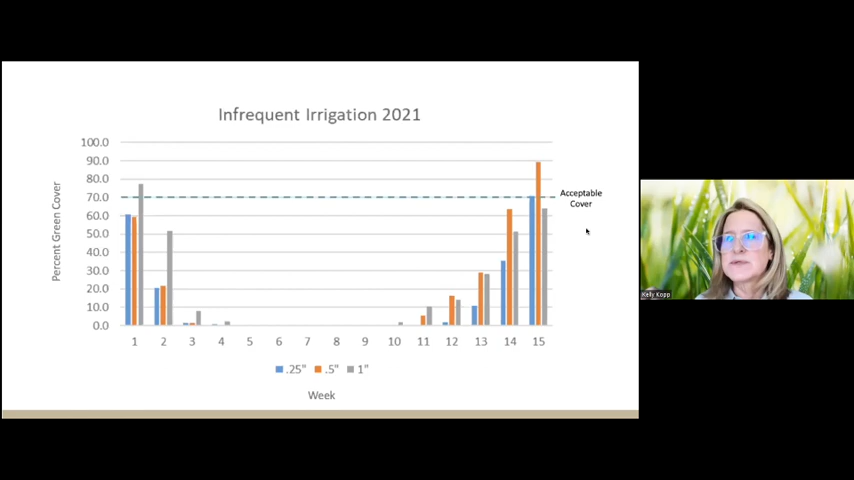 Infrequent Irrigation 2021
100.0
90.0
80.0
70.0
60.0
50.0
40.0
30.0
20.0
10.0
0.0
Percent Green Cover
Acceptable
Cover
1 2 3 4 5 6 7 8 9 10 11 12 13 14 15
.25" .5" 1"
Week
Kelly Kopp